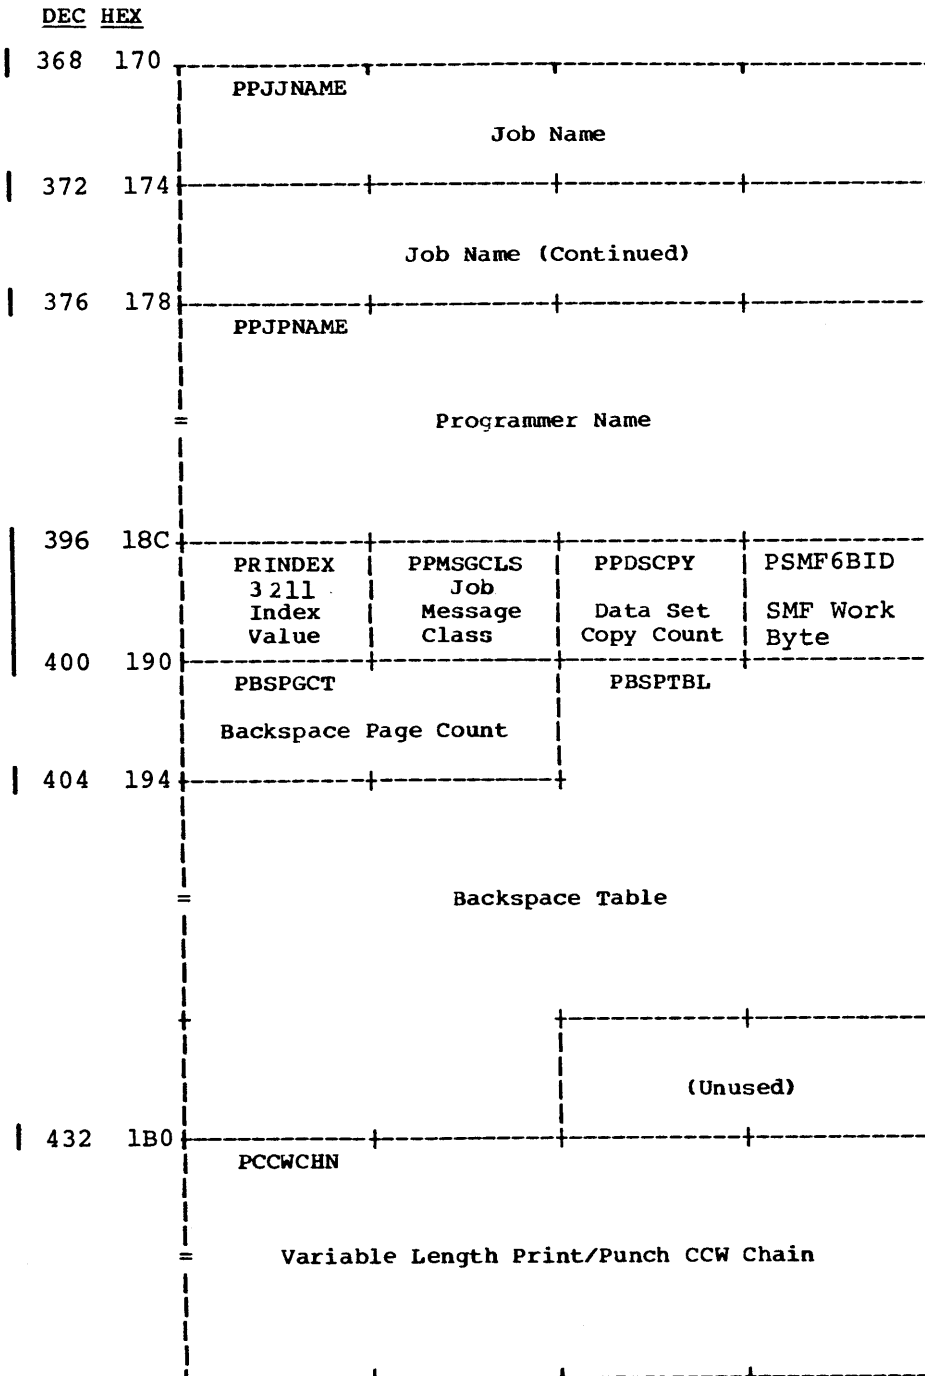 DEC HEX
368 170
PPJJNAME
Job Name
372 174
Job Name (Continued)
376 178
PPJPNAME
Programmer Name
396 18C
PRINDEX PPMSGCLS PPDSCPY PSMF6BID
3211 Job
Index Message Data Set SMF Work
Value Class Copy Count Byte
400 190
PBSPGCT PBSPTBL
Backspace Page Count
404 194
Backspace Table
(Unused)
432 1B0
PCCWCHN
Variable Length Print/Punch CCW Chain